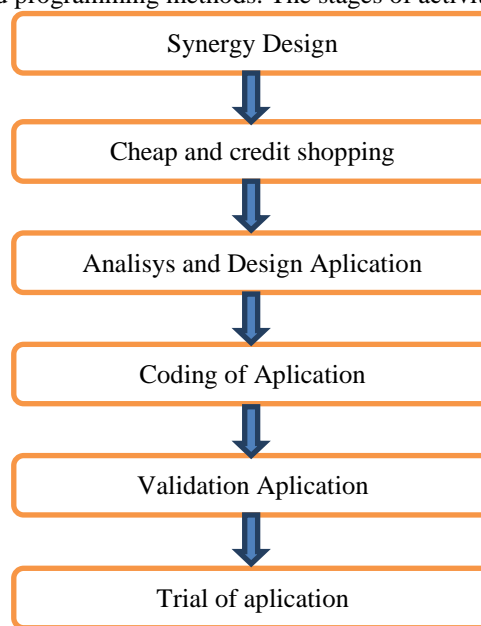 d programming methods. The stages of activi
Synergy Design
Cheap and credit shopping
Analisys and Design Aplication
Coding of Aplication
Validation Aplication
Trial of aplication